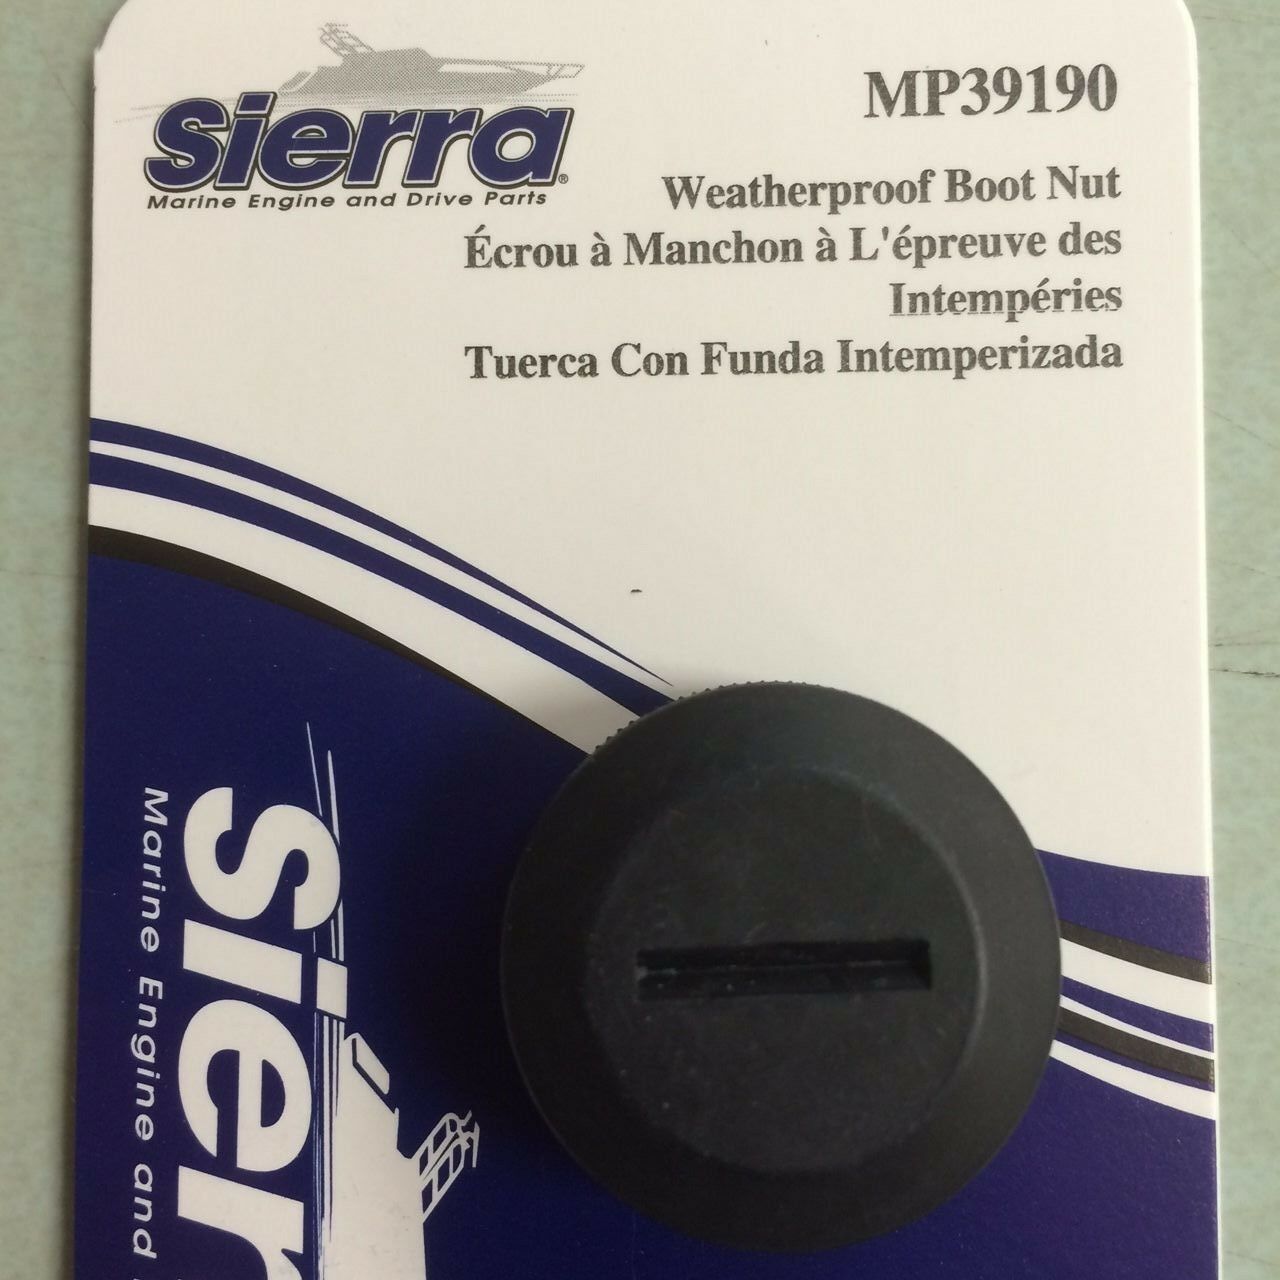 Sierra®
Marine Engine and Drive Parts
MP39190
Weatherproof Boot Nut
Écrou à Manchon à L'épreuve des
Intempéries
Tuerca Con Funda Intemperizada
Sier
Marine Engine and